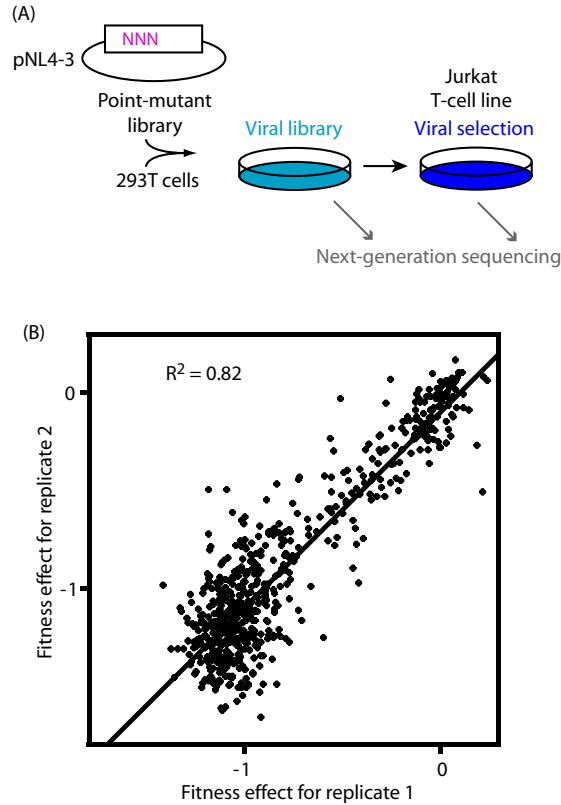 (A)
NNN
pNL4-3
Point-mutant
library
293T cells
Viral library
Jurkat
T-cell line
Viral selection
Next-generation sequencing
(B)
R² = 0.82
0
-1
Fitness effect for replicate 2
-1
0
Fitness effect for replicate 1